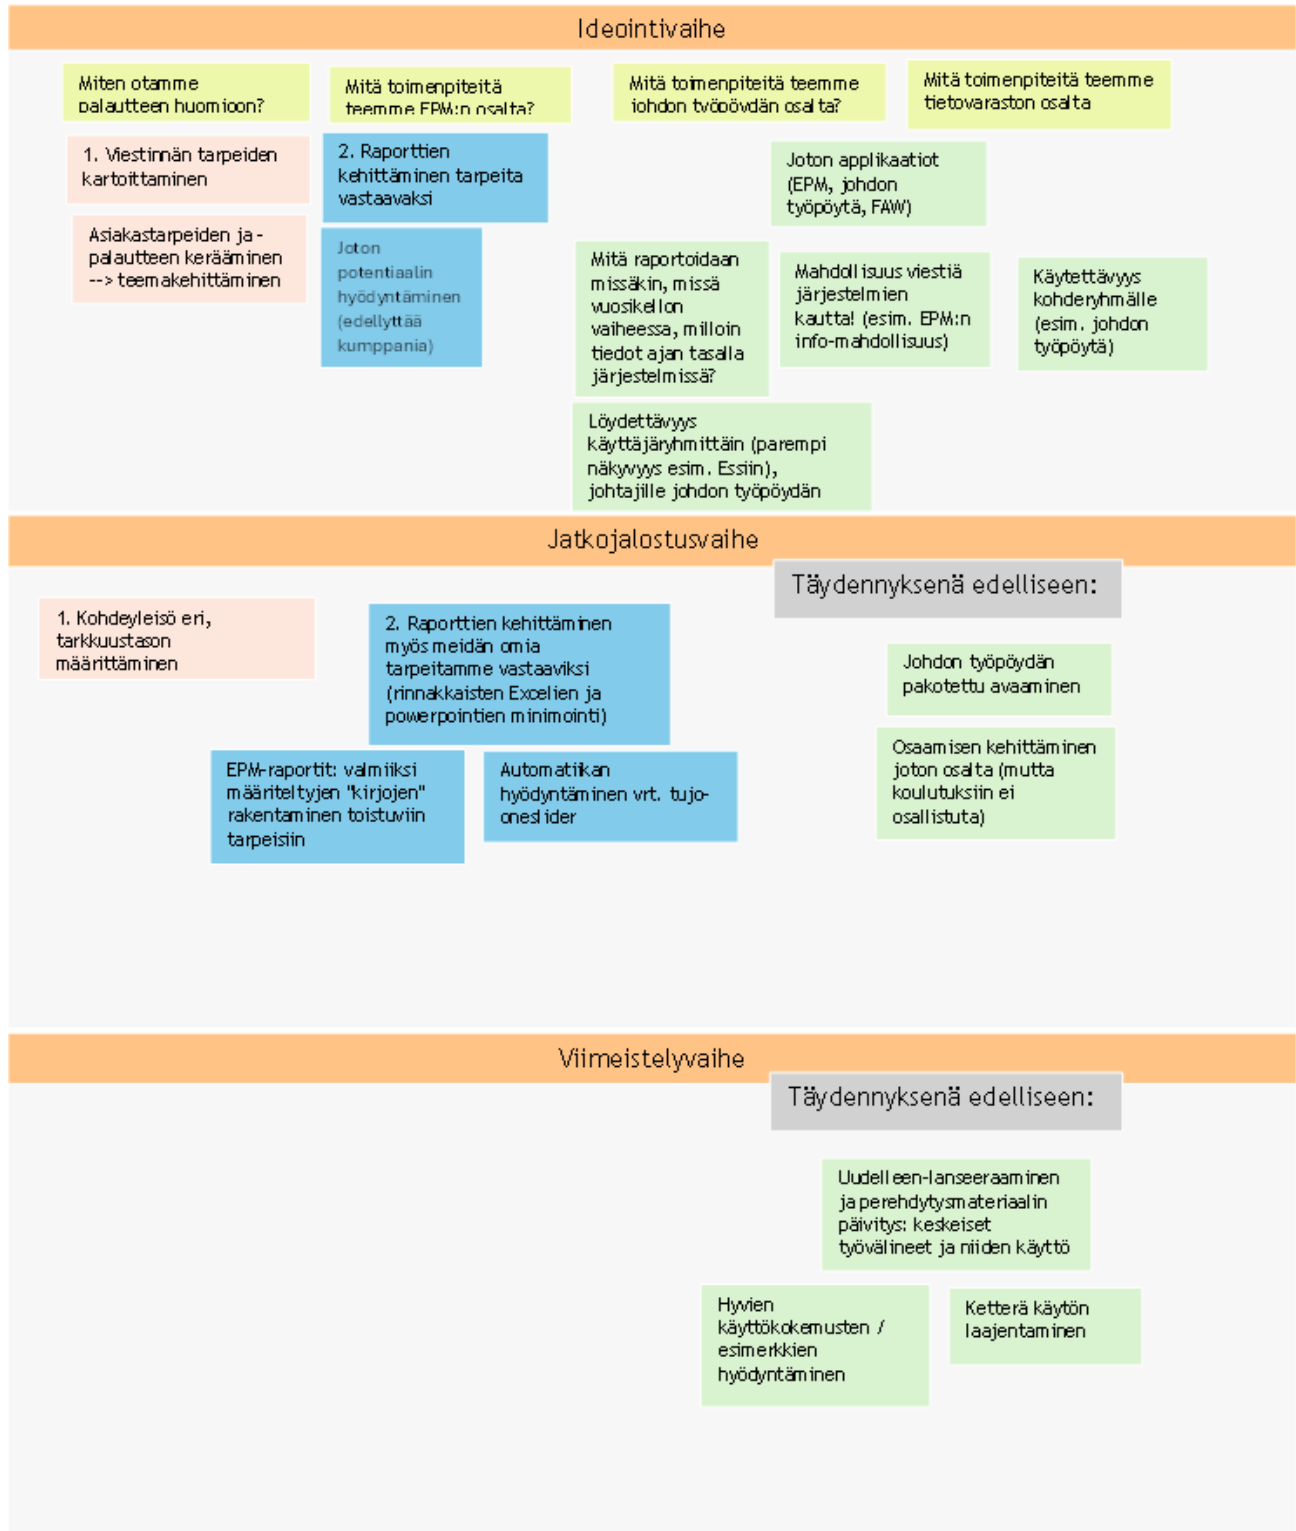 Ideointivaihe
Miten otamme
palautteen huomioon?
Mitä toimenpiteitä
teemme EPM:n osalta?
Mitä toimenpiteitä teemme
johdon työpöydän osalta?
Mitä toimenpiteitä teemme
tietovaraston osalta
1. Viestinnän tarpeiden
kartoittaminen
2. Raporttien
kehittäminen tarpeita
vastaavaksi
Joton applikaatiot
(EPM, johdon
työpöytä, FAW)
Asiakastarpeiden ja -
palautteen kerääminen
--> teemakehittäminen
Joton
potentiaalin
hyödyntäminen
(edellyttää
kumppania)
Mitä raportoidaan
missäkin, missä
vuosikellon
vaiheessa, milloin
tiedot ajan tasalla
järjestelmissä?
Mahdollisuus viestiä
järjestelmien
kautta! (esim. EPM:n
info-mahdollisuus)
Käytettävyys
kohderyhmälle
(esim. johdon
työpöytä)
Löydettävyys
käyttäjäryhmittäin (parempi
näkyvyys esim. Essiin),
johtajille johdon työpöydän
Jatkojalostusvaihe
Täydennyksenä edelliseen:
1. Kohdeyleisö eri,
tarkkuustason
määrittäminen
2. Raporttien kehittäminen
myös meidän omia
tarpeitamme vastaaviksi
(rinnakkaisten Excelien ja
powerpointien minimointi)
Johdon työpöydän
pakotettu avaaminen
EPM-raportit: valmiiksi
määriteltyjen "kirjojen"
rakentaminen toistuviin
tarpeisiin
Automatiikan
hyödyntäminen vrt. tujo-
oneslider
Osaamisen kehittäminen
joton osalta (mutta
koulutuksiin ei
osallistuta)
Viimeistelyvaihe
Täydennyksenä edelliseen:
Uudelleen-lanseeraaminen
ja perehdytysmateriaalin
päivitys: keskeiset
työvälineet ja niiden käyttö
Hyvien
käyttökokemusten /
esimerkkien
hyödyntäminen
Ketterä käytön
laajentaminen